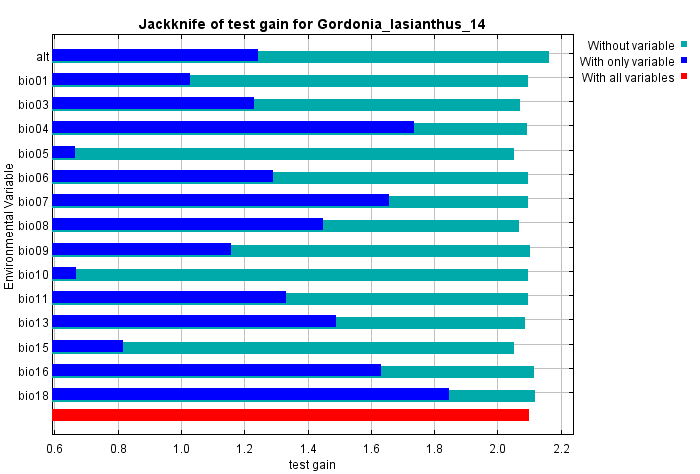 Jackknife of test gain for Gordonia_lasianthus_14
Without variable
With only variable
With all variables
Environmental Variable
alt
bio01
bio03
bio04
bio05
bio06
bio07
bio08
bio09
bio10
bio11
bio13
bio15
bio16
bio18
0.6 0.8 1.0 1.2 1.4 1.6 1.8 2.0 2.2
test gain